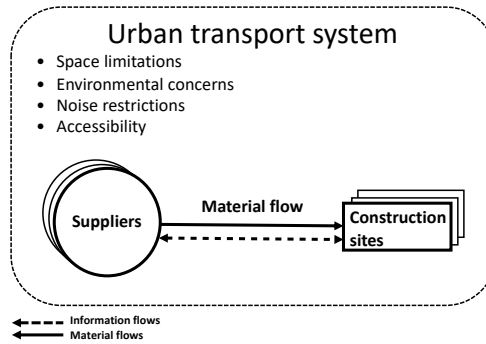 Urban transport system
• Space limitations
• Environmental concerns
• Noise restrictions
• Accessibility
Material flow
Suppliers
Construction
sites
Information flows
Material flows